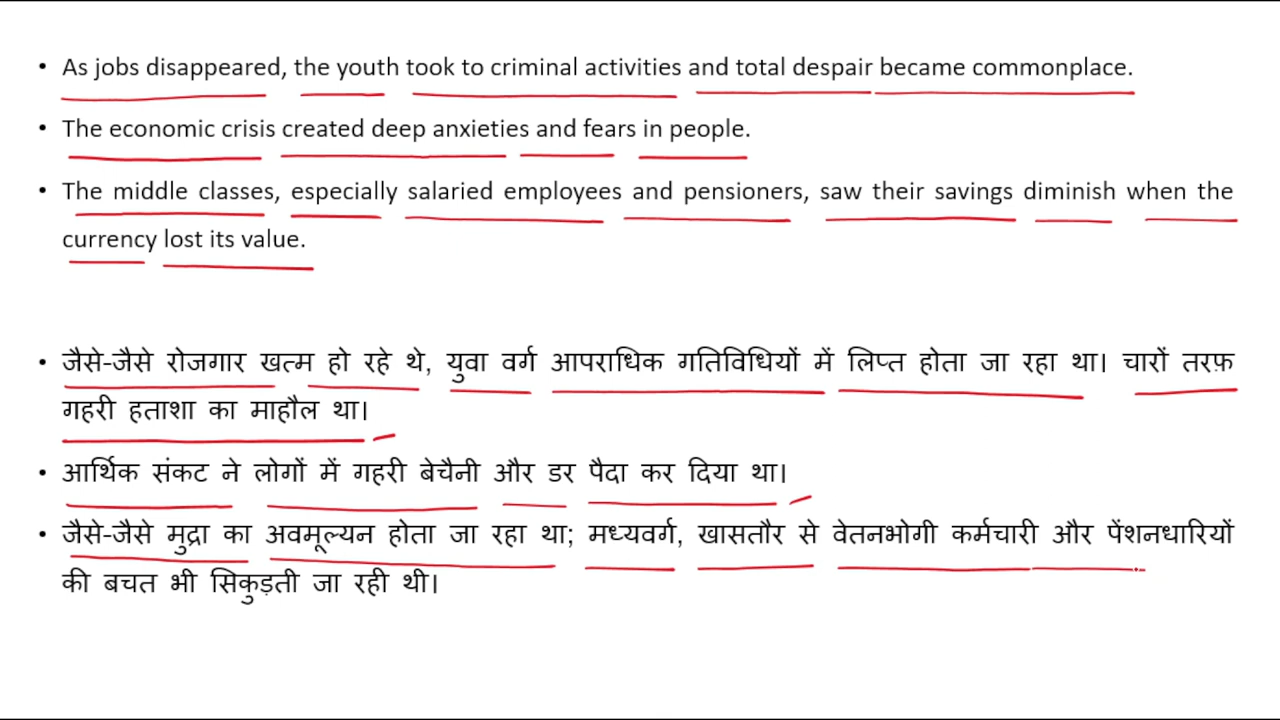 • As jobs disappeared, the youth took to criminal activities and total despair became commonplace.
• The economic crisis created deep anxieties and fears in people.
• The middle classes, especially salaried employees and pensioners, saw their savings diminish when the
currency lost its value.
• जैसे-जैसे रोजगार खत्म हो रहे थे, युवा वर्ग आपराधिक गतिविधियों में लिप्त होता जा रहा था। चारों तरफ़
गहरी हताशा का माहौल था।
• आर्थिक संकट ने लोगों में गहरी बेचैनी और डर पैदा कर दिया था।
• जैसे-जैसे मुद्रा का अवमूल्यन होता जा रहा था; मध्यवर्ग, खासतौर से वेतनभोगी कर्मचारी और पेंशनधारियों
की बचत भी सिकुड़ती जा रही थी।